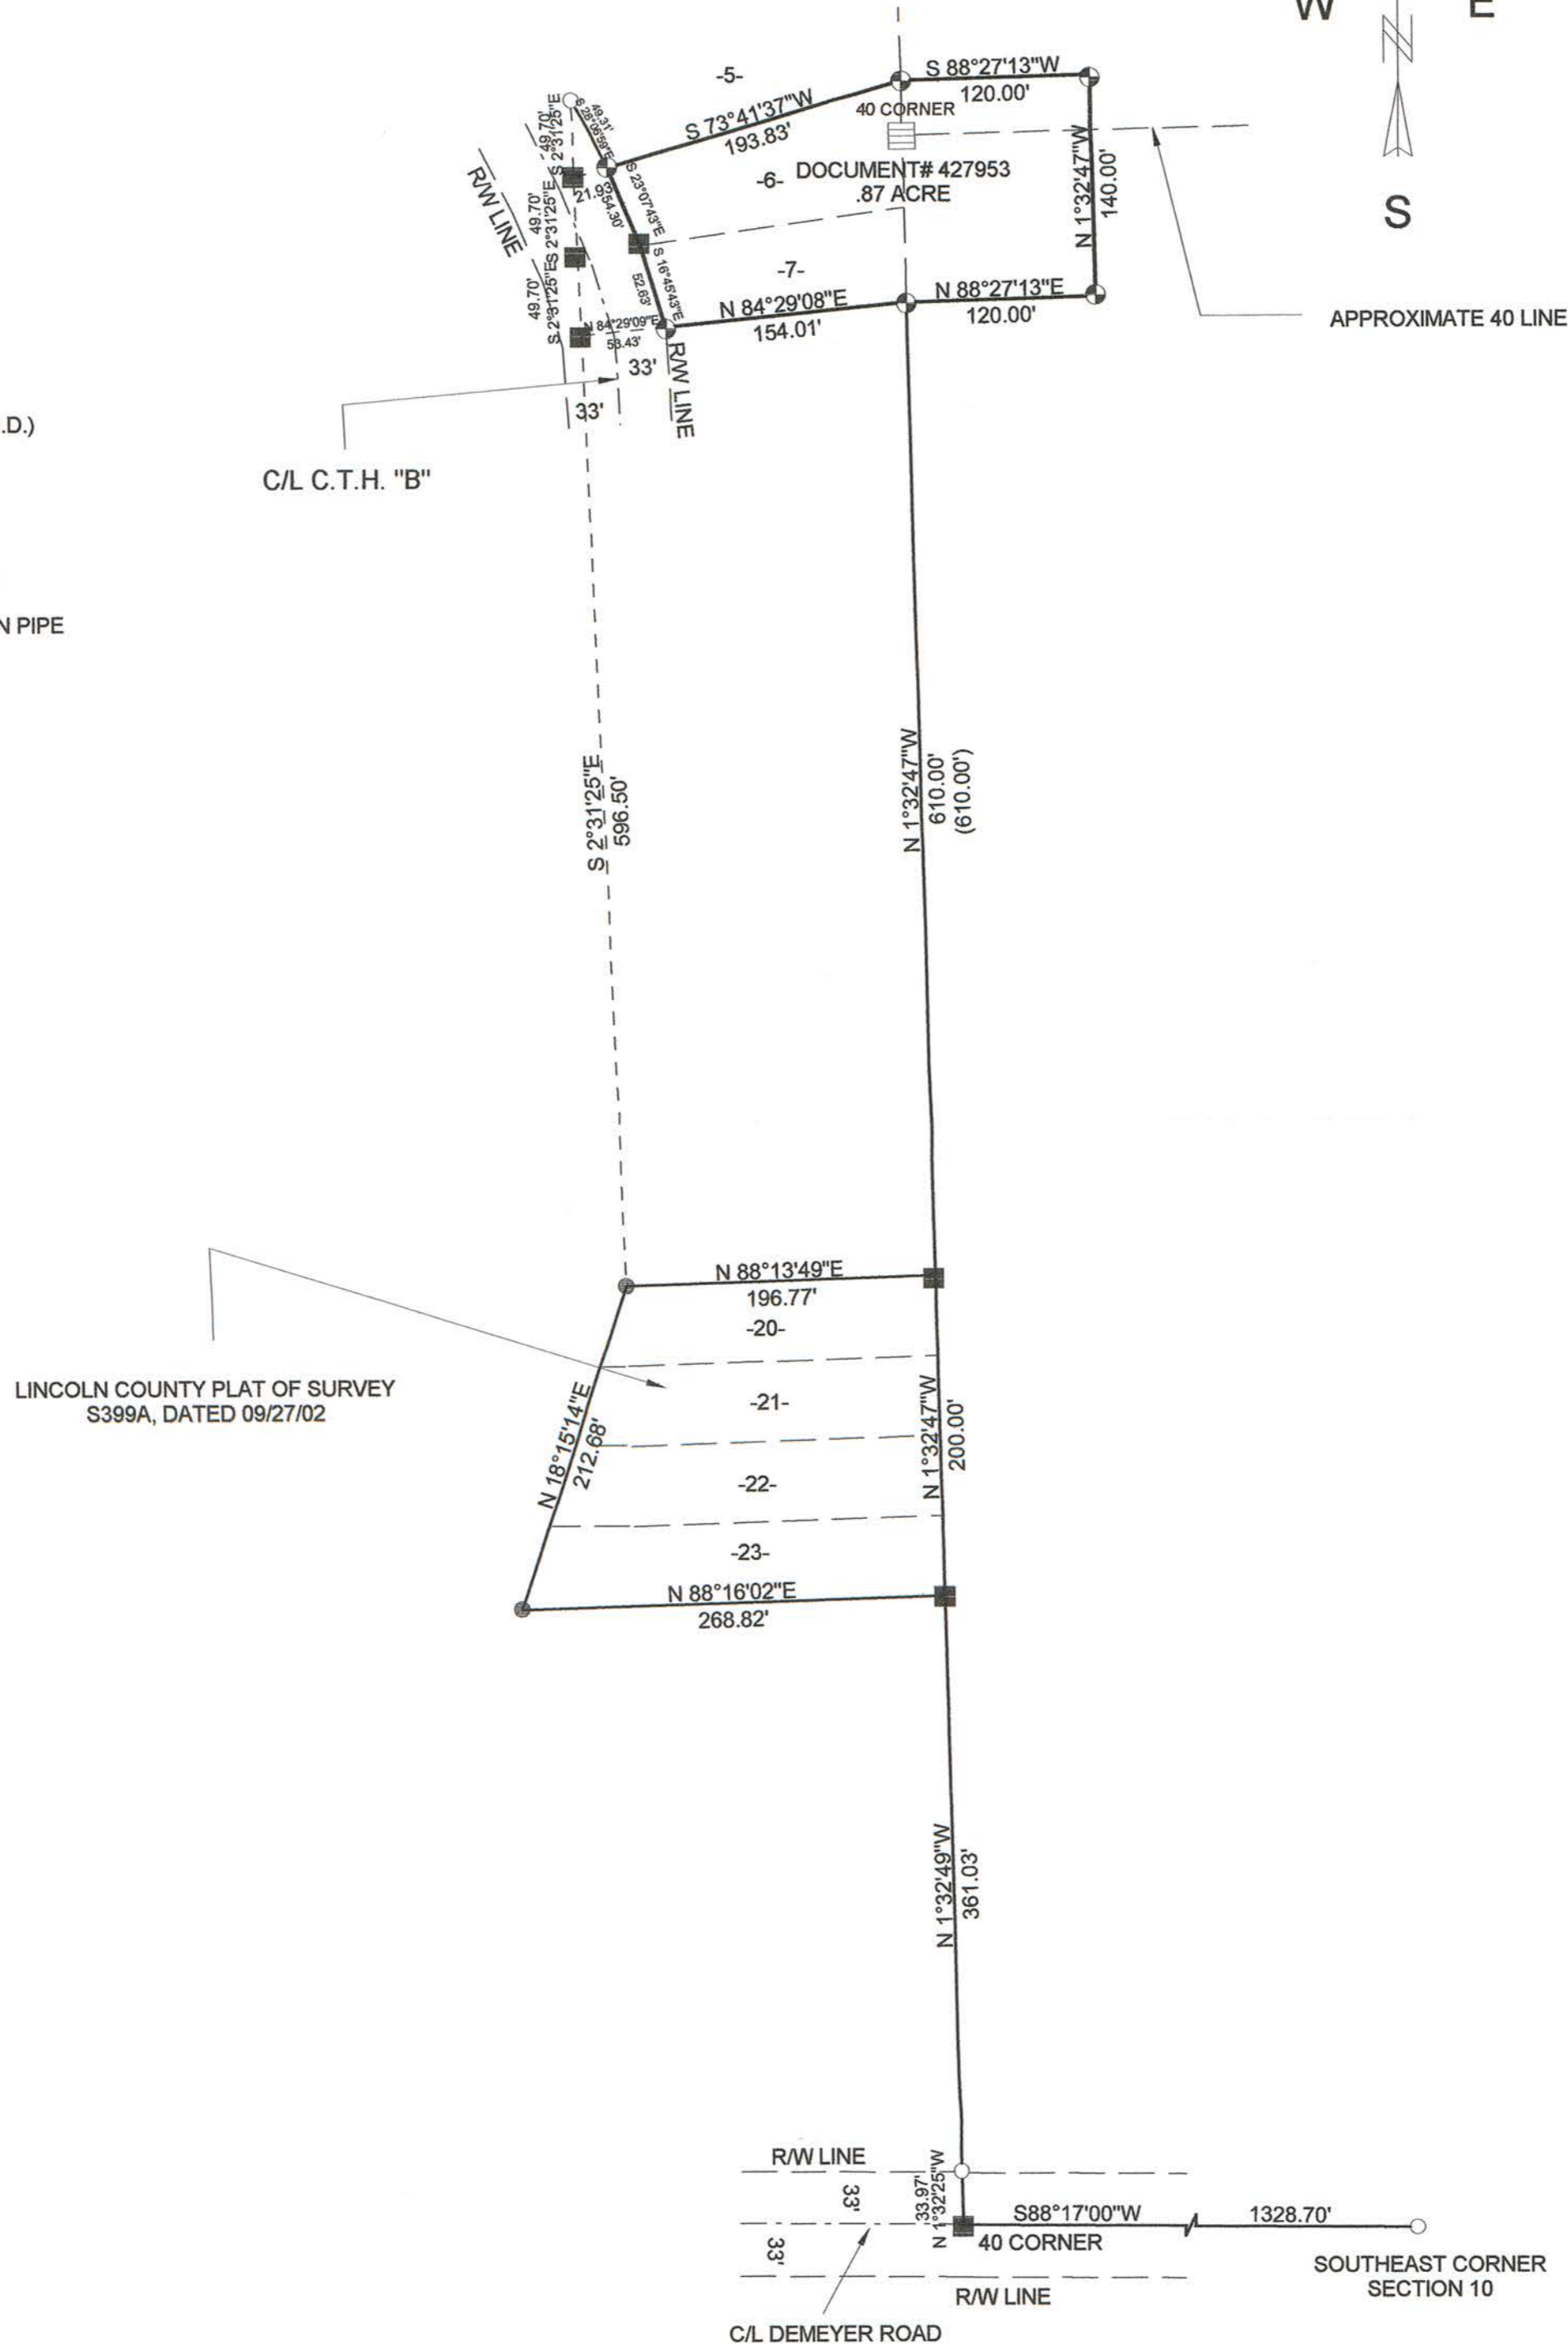 W
E
N
S
-5-
S 88°27'13"W
120.00'
40 CORNER
S 73°41'37"W
193.83'
49.31'
S 28°06'59"E
49.70'
S 2°31'25"E
21.93'
54.30'
S 23°07'43"E
-6-
DOCUMENT# 427953
.87 ACRE
N 1°32'47"W
140.00'
R/W LINE
49.70'
S 2°31'25"E
52.63'
S 16°45'43"E
-7-
N 84°29'08"E
154.01'
N 88°27'13"E
120.00'
APPROXIMATE 40 LINE
49.70'
S 2°31'25"E
N 84°29'09"E
53.43'
33'
R/W LINE
33'
.D.)
C/L C.T.H. "B"
N PIPE
S 2°31'25"E
596.50'
N 1°32'47"W
610.00'
(610.00')
N 88°13'49"E
196.77'
-20-
LINCOLN COUNTY PLAT OF SURVEY
S399A, DATED 09/27/02
N 18°15'14"E
212.68'
-21-
N 1°32'47"W
200.00'
-22-
-23-
N 88°16'02"E
268.82'
N 1°32'49"W
361.03'
R/W LINE
33'
33.97'
N 1°32'25"W
S88°17'00"W
1328.70'
33'
40 CORNER
SOUTHEAST CORNER
SECTION 10
R/W LINE
C/L DEMEYER ROAD